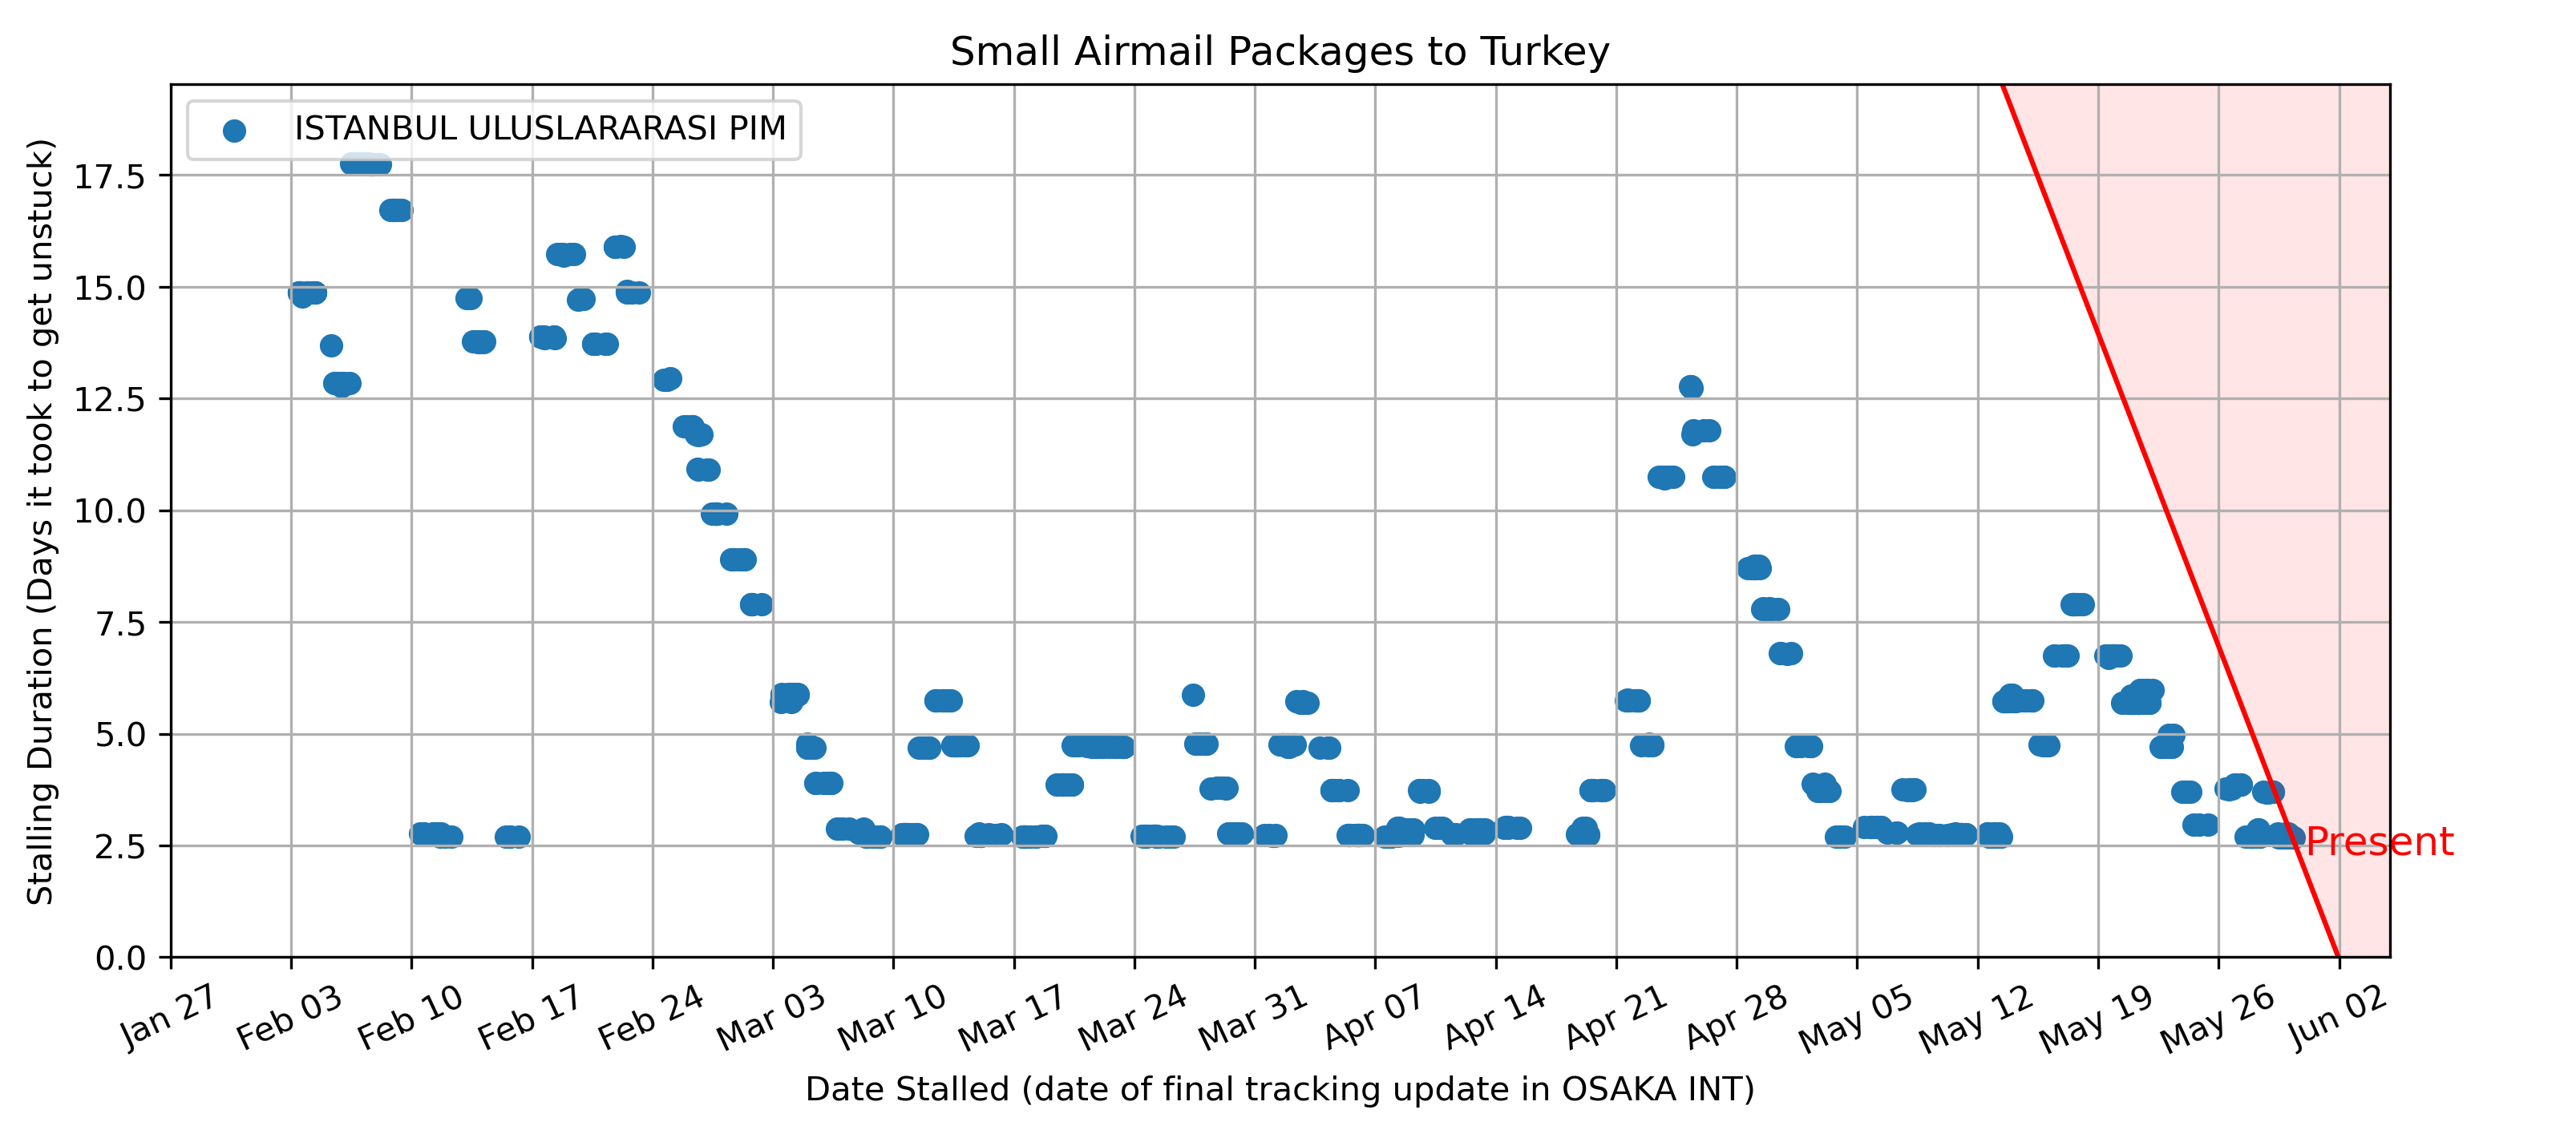 Small Airmail Packages to Turkey
ISTANBUL ULUSLARARASI PIM
Stalling Duration (Days it took to get unstuck)
17.5
15.0
12.5
10.0
7.5
5.0
2.5
0.0
Present
Jan 27
Feb 03
Feb 10
Feb 17
Feb 24
Mar 03
Mar 10
Mar 17
Mar 24
Mar 31
Apr 07
Apr 14
Apr 21
Apr 28
May 05
May 12
May 19
May 26
Jun 02
Date Stalled (date of final tracking update in OSAKA INT)